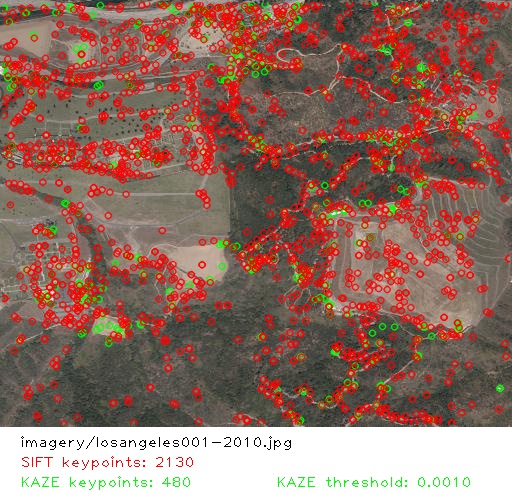 imagery/losangeles001-2010.jpg
SIFT keypoints: 2130
KAZE keypoints: 480 KAZE threshold: 0.0010